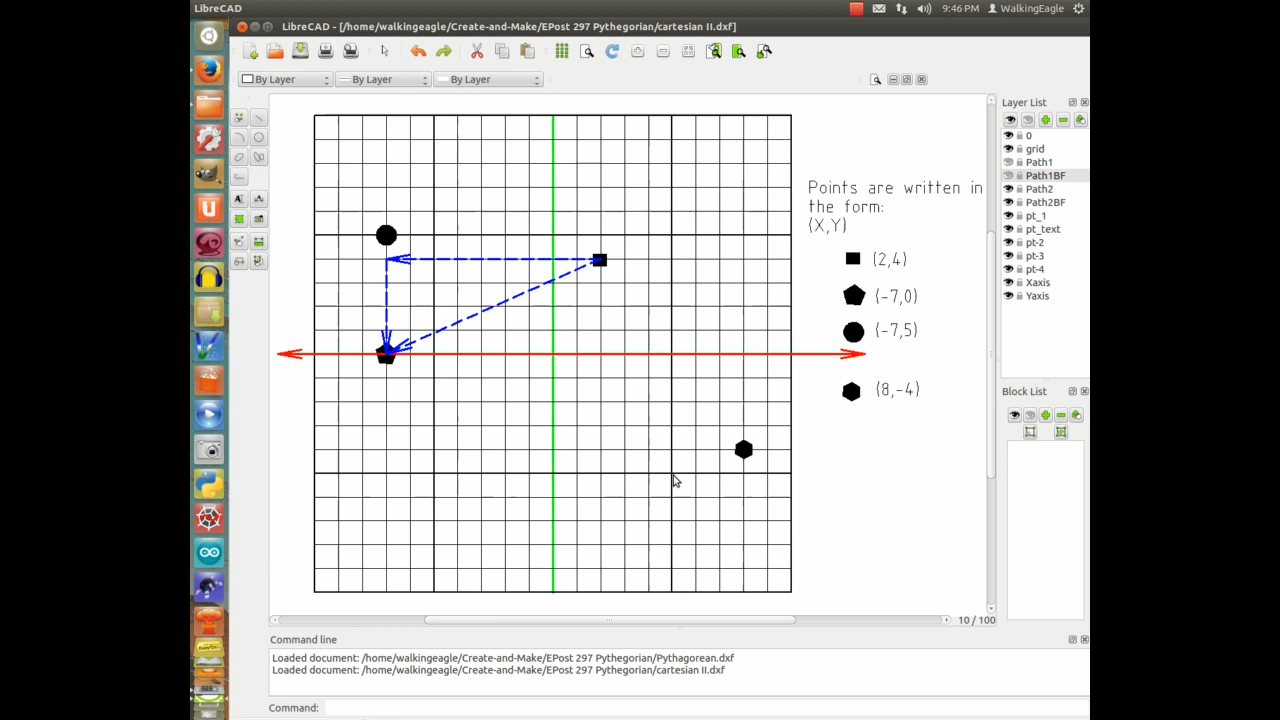 LibreCAD
9:46 PM
WalkingEagle
LibreCAD - [/home/walkingeagle/Create-and-Make/EPost 297 Pythegorian/cartesian II.dxf]
By Layer
By Layer
By Layer
Layer List
0
grid
Path1
Path1BF
Path2
Path2BF
pt_1
pt_text
pt-2
pt-3
pt-4
Xaxis
Yaxis
Points are written in
the form:
(X,Y)
(2,4)
(-7,0)
(-7,5)
(8,-4)
Block List
10 / 100
Command line
Loaded document: /home/walkingeagle/Create-and-Make/EPost 297 Pythegorian/Pythagorean.dxf
Loaded document: /home/walkingeagle/Create-and-Make/EPost 297 Pythegorian/cartesian II.dxf
Command: